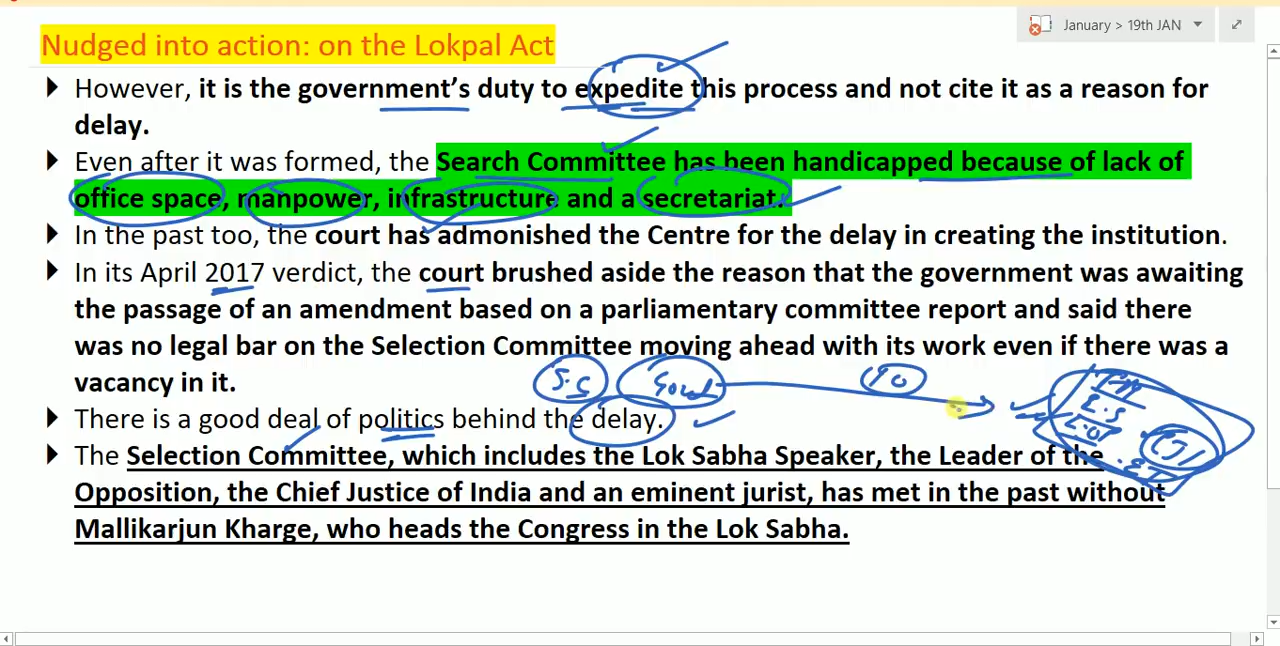 January > 19th JAN
Nudged into action: on the Lokpal Act
However, it is the government's duty to expedite this process and not cite it as a reason for
delay.
Even after it was formed, the Search Committee has been handicapped because of lack of
office space, manpower, infrastructure and a secretariat.
In the past too, the court has admonished the Centre for the delay in creating the institution.
In its April 2017 verdict, the court brushed aside the reason that the government was awaiting
the passage of an amendment based on a parliamentary committee report and said there
was no legal bar on the Selection Committee moving ahead with its work even if there was a
vacancy in it.
S.C Govt 10
There is a good deal of politics behind the delay.
The Selection Committee, which includes the Lok Sabha Speaker, the Leader of the
Opposition, the Chief Justice of India and an eminent jurist, has met in the past without
Mallikarjun Kharge, who heads the Congress in the Lok Sabha.